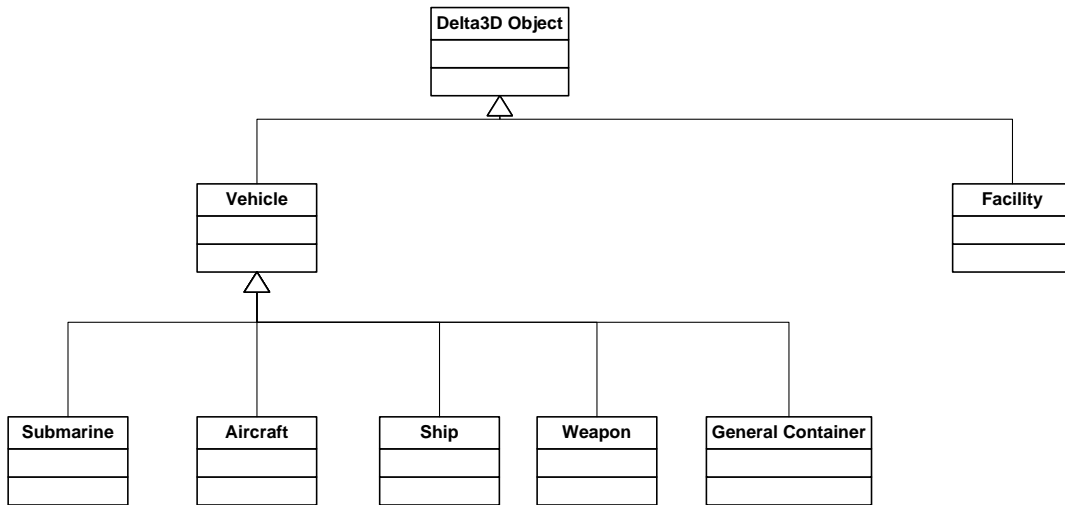 Delta3D Object
Vehicle
Facility
Submarine
Aircraft
Ship
Weapon
General Container